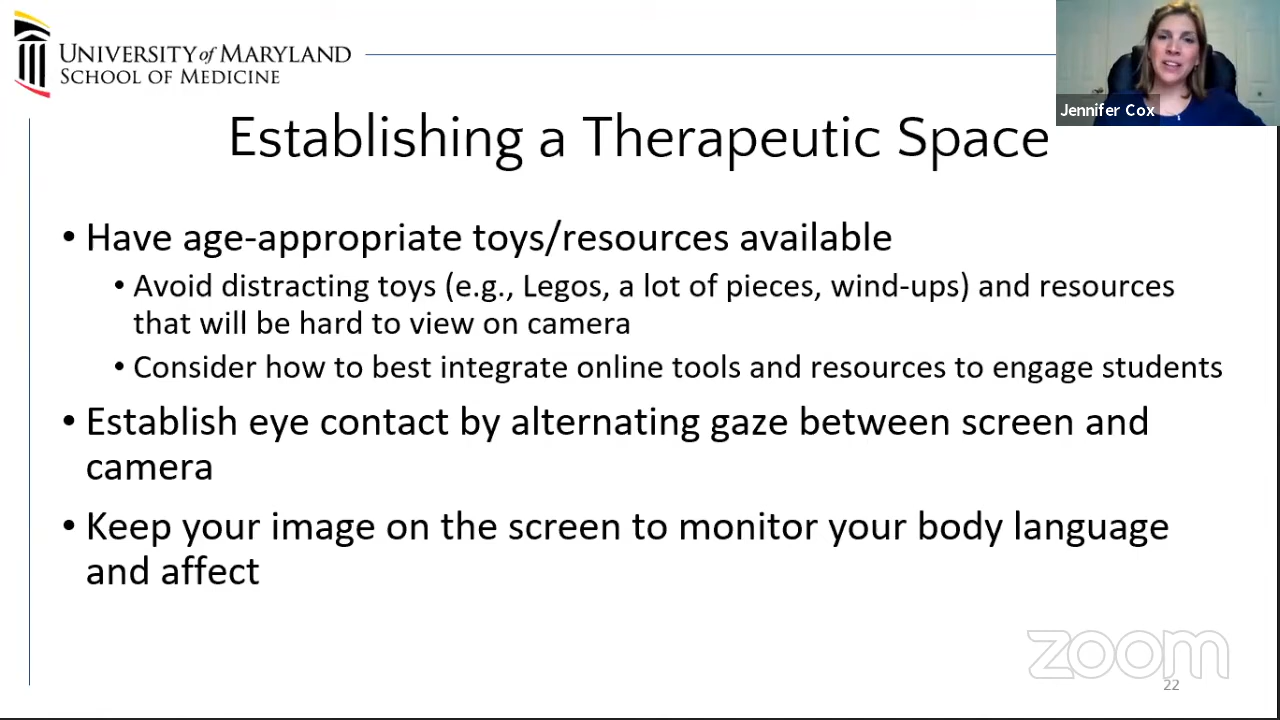 UNIVERSITY of MARYLAND
SCHOOL OF MEDICINE
Jennifer Cox
Establishing a Therapeutic Space
• Have age-appropriate toys/resources available
• Avoid distracting toys (e.g., Legos, a lot of pieces, wind-ups) and resources
that will be hard to view on camera
• Consider how to best integrate online tools and resources to engage students
• Establish eye contact by alternating gaze between screen and
camera
• Keep your image on the screen to monitor your body language
and affect
zoom
22